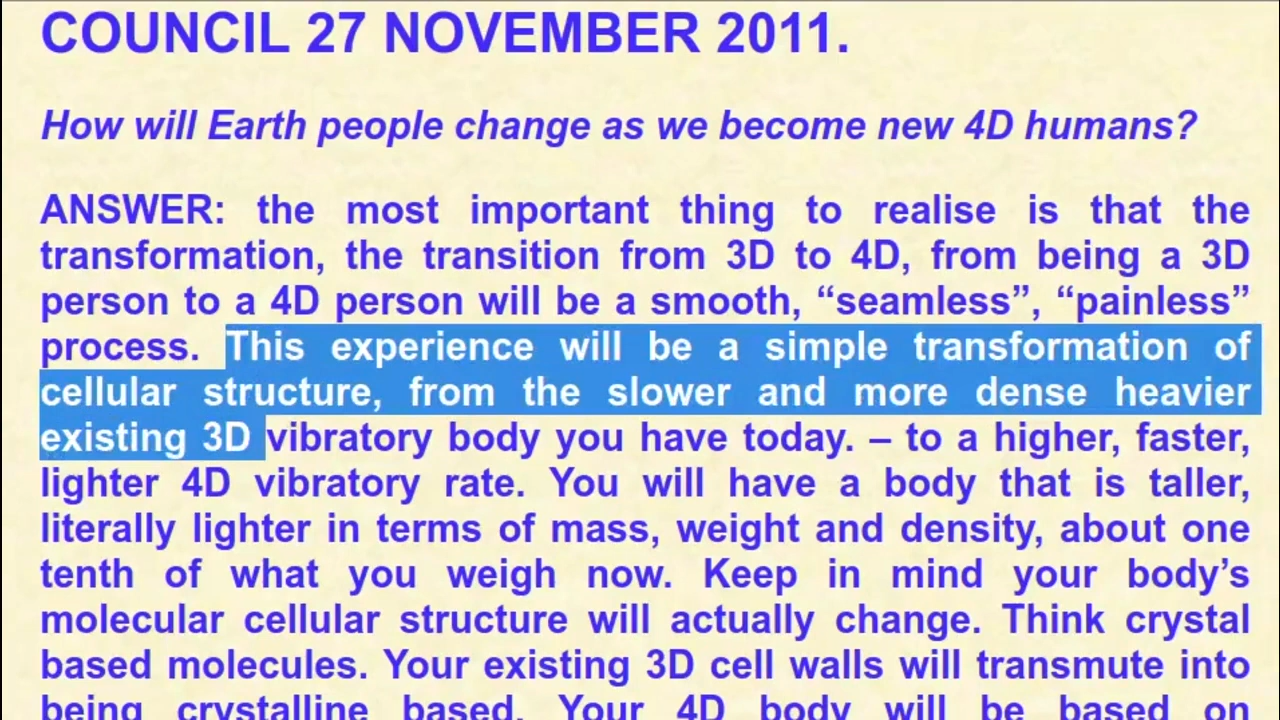 COUNCIL 27 NOVEMBER 2011.
How will Earth people change as we become new 4D humans?
ANSWER: the most important thing to realise is that the
transformation, the transition from 3D to 4D, from being a 3D
person to a 4D person will be a smooth, “seamless”, “painless”
process. This experience will be a simple transformation of
cellular structure, from the slower and more dense heavier
existing 3D vibratory body you have today. – to a higher, faster,
lighter 4D vibratory rate. You will have a body that is taller,
literally lighter in terms of mass, weight and density, about one
tenth of what you weigh now. Keep in mind your body’s
molecular cellular structure will actually change. Think crystal
based molecules. Your existing 3D cell walls will transmute into
being crystalline based. Your 4D body will be based on